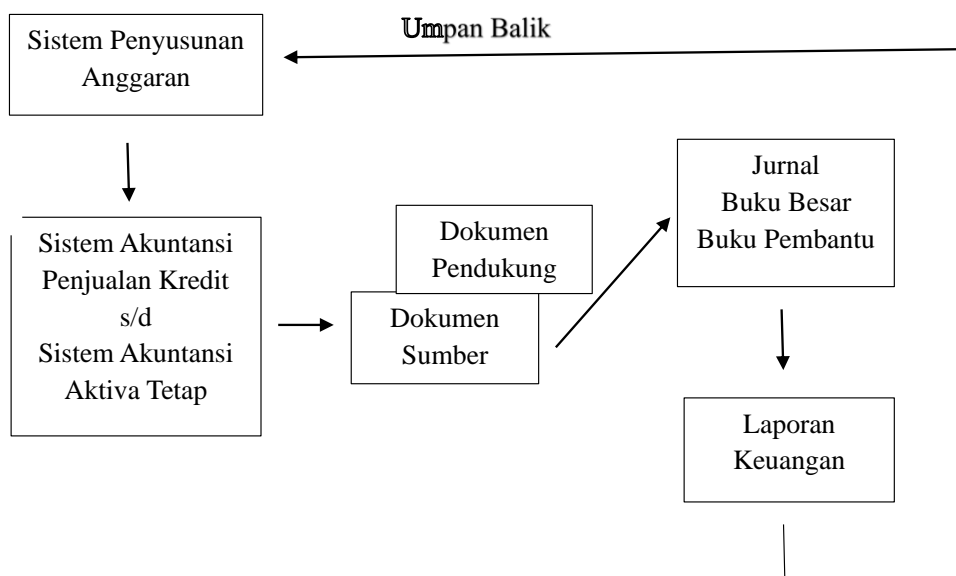 Sistem Penyusunan
Anggaran
Umpan Balik
Sistem Akuntansi
Penjualan Kredit
s/d
Sistem Akuntansi
Aktiva Tetap
Dokumen
Pendukung
Dokumen
Sumber
Jurnal
Buku Besar
Buku Pembantu
Laporan
Keuangan